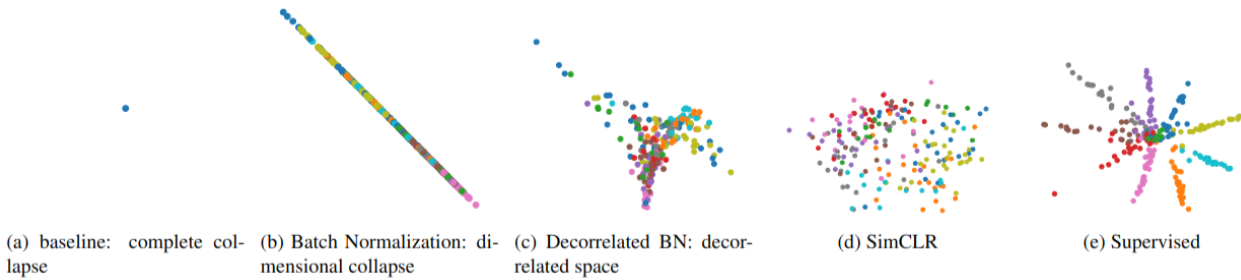 (a) baseline: complete col-
lapse
(b) Batch Normalization: di-
mensional collapse
(c) Decorrelated BN: decor-
related space
(d) SimCLR
(e) Supervised